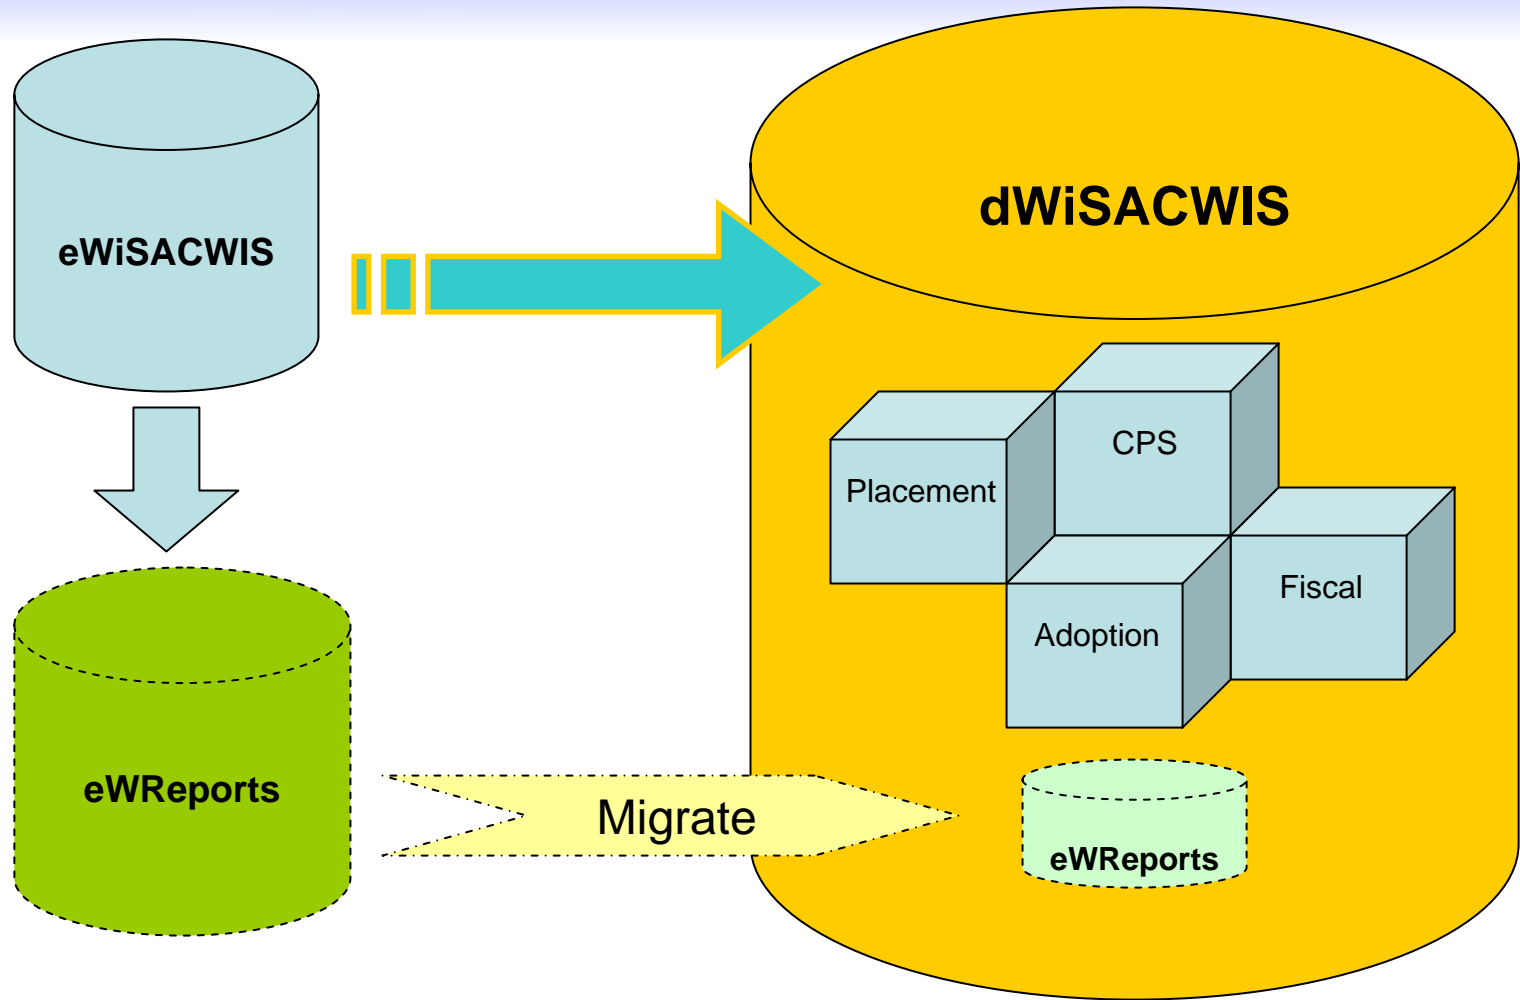 dWiSACWIS
eWiSACWIS
CPS
Placement
Fiscal
Adoption
eWReports
Migrate
eWReports